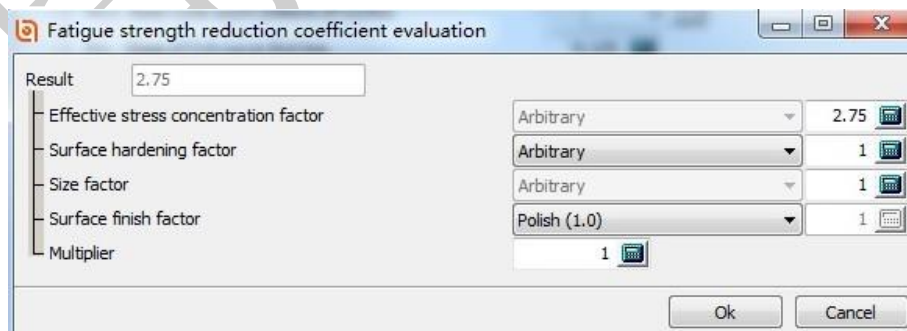 Fatigue strength reduction coefficient evaluation
Result 2.75
Effective stress concentration factor Arbitrary 2.75
Surface hardening factor Arbitrary 1
Size factor Arbitrary 1
Surface finish factor Polish (1.0) 1
Multiplier 1
Ok Cancel